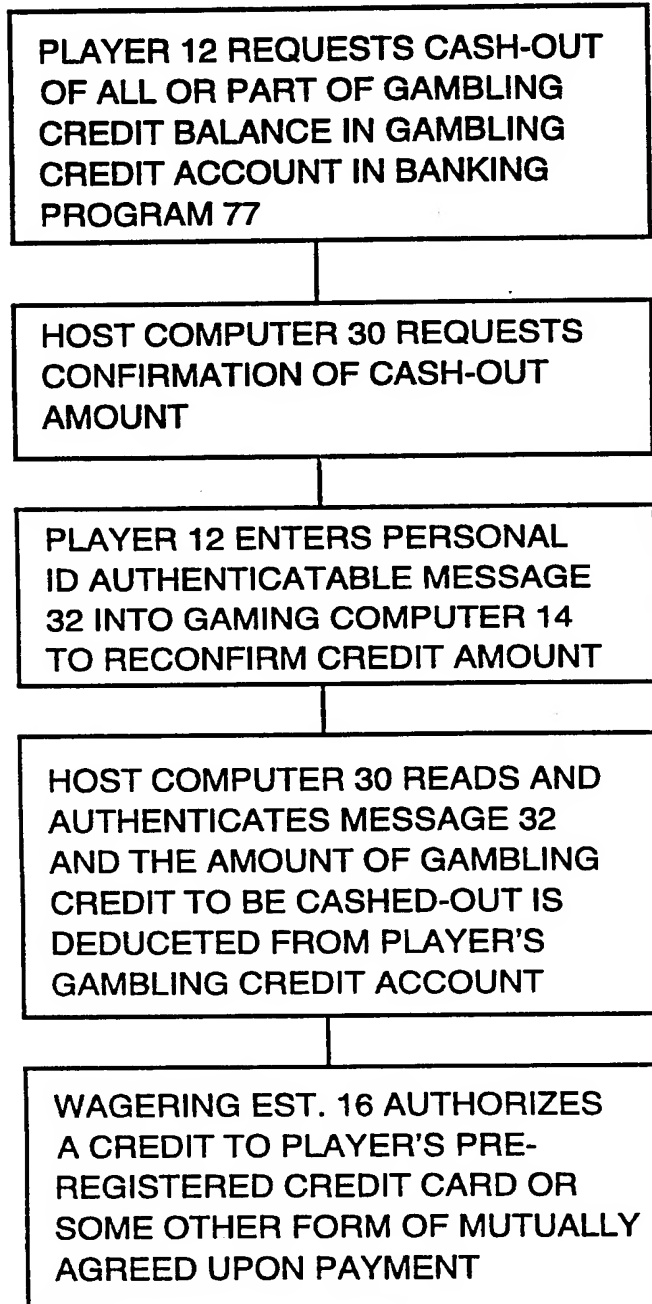 PLAYER 12 REQUESTS CASH-OUT
OF ALL OR PART OF GAMBLING
CREDIT BALANCE IN GAMBLING
CREDIT ACCOUNT IN BANKING
PROGRAM 77
HOST COMPUTER 30 REQUESTS
CONFIRMATION OF CASH-OUT
AMOUNT
PLAYER 12 ENTERS PERSONAL
ID AUTHENTICATABLE MESSAGE
32 INTO GAMING COMPUTER 14
TO RECONFIRM CREDIT AMOUNT
HOST COMPUTER 30 READS AND
AUTHENTICATES MESSAGE 32
AND THE AMOUNT OF GAMBLING
CREDIT TO BE CASHED-OUT IS
DEDUCETED FROM PLAYER'S
GAMBLING CREDIT ACCOUNT
WAGERING EST. 16 AUTHORIZES
A CREDIT TO PLAYER'S PRE-
REGISTERED CREDIT CARD OR
SOME OTHER FORM OF MUTUALLY
AGREED UPON PAYMENT